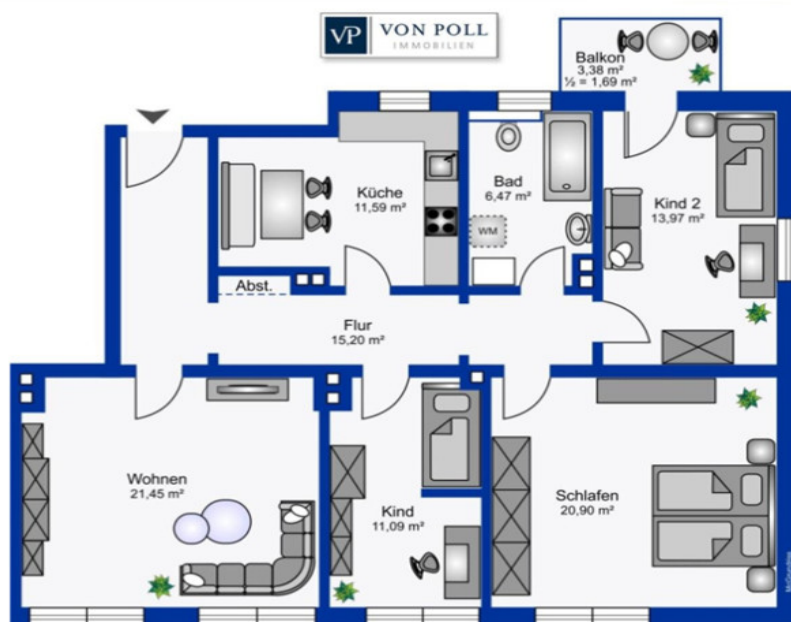 VP VON POLL
IMMOBILIEN
Balkon
3,38 m²
½ = 1,69 m²
Küche
11,59 m²
Bad
6,47 m²
WM
Kind 2
13,97 m²
Abst.
Flur
15,20 m²
Wohnen
21,45 m²
Kind
11,09 m²
Schlafen
20,90 m²